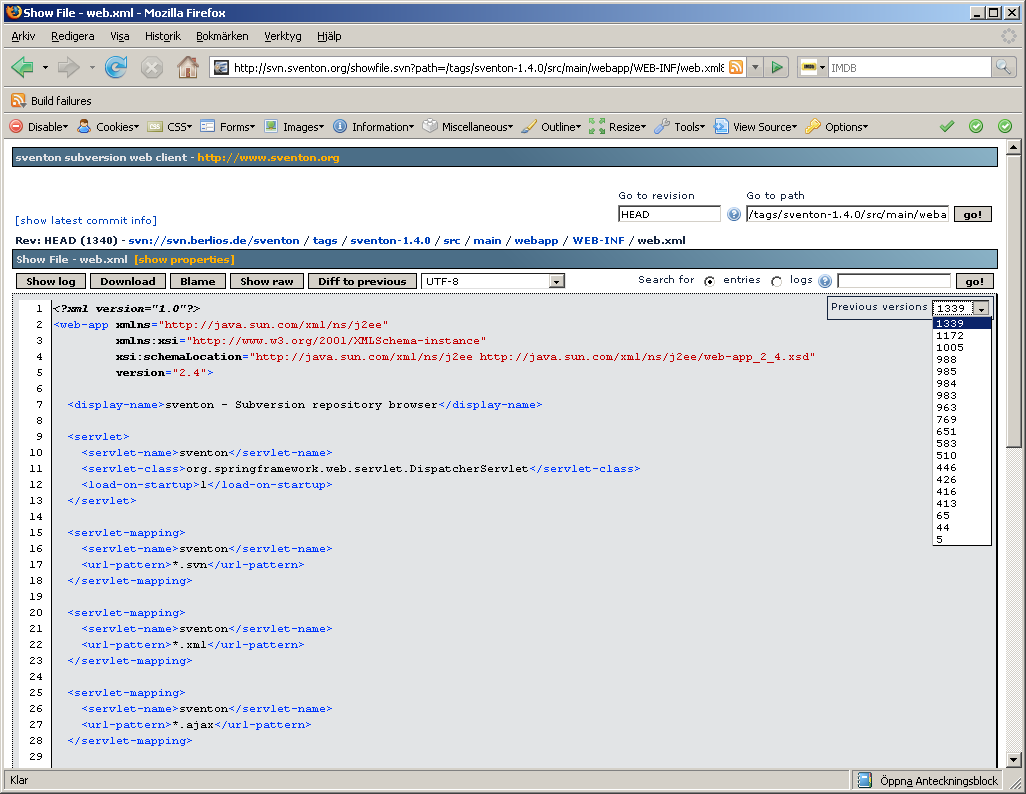 Show File - web.xml - Mozilla Firefox
Arkiv Redigera Visa Historik Bokmärken Verktyg Hjälp
http://svn.sventon.org/showfile.svn?path=/tags/sventon-1.4.0/src/main/webapp/WEB-INF/web.xml& IMDB
Build failures
Disable Cookies CSS Forms Images Information Miscellaneous Outline Resize Tools View Source Options
sventon subversion web client - http://www.sventon.org
Go to revision Go to path
[show latest commit info] HEAD /tags/sventon-1.4.0/src/main/weba go!
Rev: HEAD (1340) - svn://svn.berlios.de/sventon / tags / sventon-1.4.0 / src / main / webapp / WEB-INF / web.xml
Show File - web.xml [show properties]
Show log Download Blame Show raw Diff to previous UTF-8 Search for entries logs go!
Previous versions 1339
1339
1172
1005
988
985
984
983
963
769
651
583
510
446
426
416
413
65
44
5
1 <?xml version="1.0"?>
2 <web-app xmlns="http://java.sun.com/xml/ns/j2ee"
3 xmlns:xsi="http://www.w3.org/2001/XMLSchema-instance"
4 xsi:schemaLocation="http://java.sun.com/xml/ns/j2ee http://java.sun.com/xml/ns/j2ee/web-app_2_4.xsd"
5 version="2.4">
6
7 <display-name>sventon - Subversion repository browser</display-name>
8
9 <servlet>
10 <servlet-name>sventon</servlet-name>
11 <servlet-class>org.springframework.web.servlet.DispatcherServlet</servlet-class>
12 <load-on-startup>1</load-on-startup>
13 </servlet>
14
15 <servlet-mapping>
16 <servlet-name>sventon</servlet-name>
17 <url-pattern>*.svn</url-pattern>
18 </servlet-mapping>
19
20 <servlet-mapping>
21 <servlet-name>sventon</servlet-name>
22 <url-pattern>*.xml</url-pattern>
23 </servlet-mapping>
24
25 <servlet-mapping>
26 <servlet-name>sventon</servlet-name>
27 <url-pattern>*.ajax</url-pattern>
28 </servlet-mapping>
29
Klar Öppna Anteckningsblock